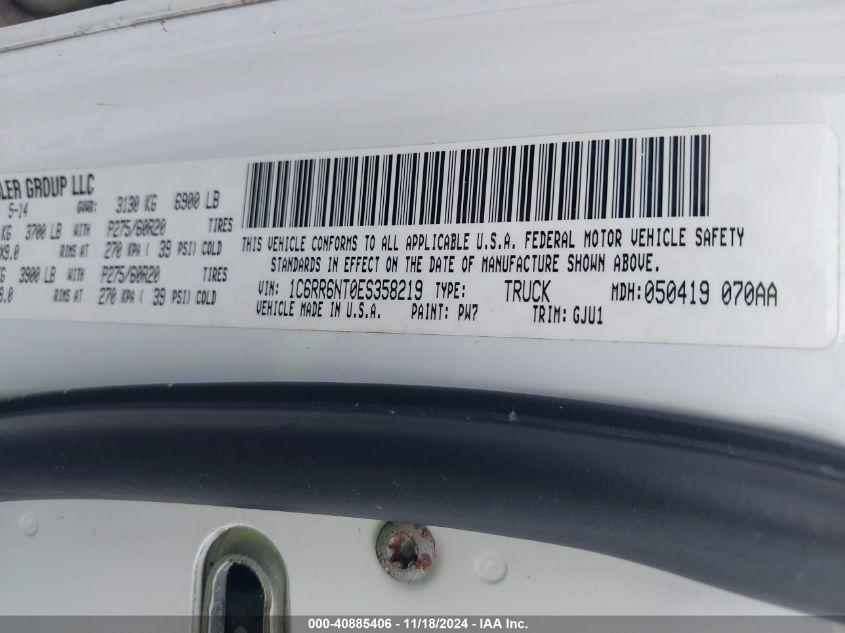 LER GROUP LLC
5-14 GVWR: 3130 KG 6900 LB
KG 3700 LB WITH P275/60R20 TIRES
X9.0 RIMS AT 270 KPA ( 39 PSI) COLD
KG 3900 LB WITH P275/60R20 TIRES
9.0 RIMS AT 270 KPA ( 39 PSI) COLD
THIS VEHICLE CONFORMS TO ALL APPLICABLE U.S.A. FEDERAL MOTOR VEHICLE SAFETY
STANDARDS IN EFFECT ON THE DATE OF MANUFACTURE SHOWN ABOVE.
VIN: 1C6RR6NT0ES358219 TYPE: TRUCK MDH:050419 070AA
VEHICLE MADE IN U.S.A. PAINT: PW7 TRIM: GJU1
000-40885406 - 11/18/2024 - IAA Inc.